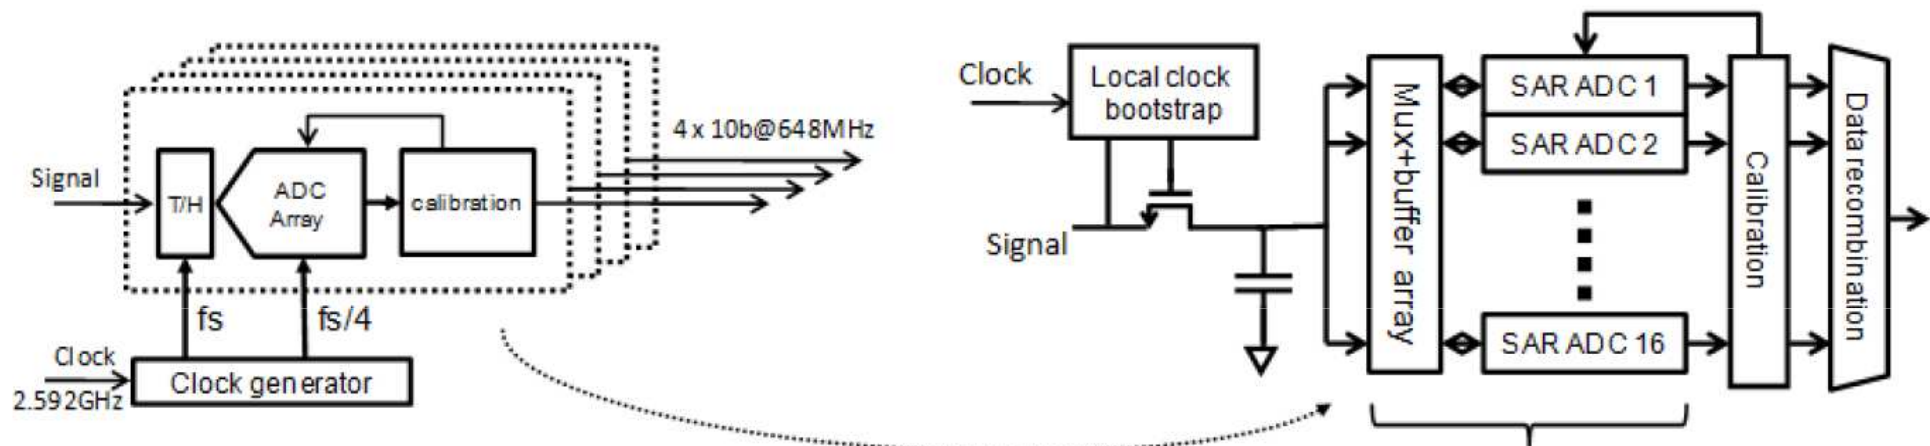 4 x 10b@648MHz
Signal
T/H
ADC
Array
calibration
fs
fs/4
Clock
2.592GHz
Clock generator
Clock
Local clock
bootstrap
Signal
Mux+buffer array
SAR ADC 1
SAR ADC 2
SAR ADC 16
Calibration
Data recombination